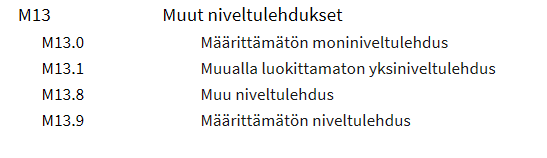 M13 Muut niveltulehdukset
M13.0 Määrittämätön moniniveltulehdus
M13.1 Muualla luokittamaton yksiniveltulehdus
M13.8 Muu niveltulehdus
M13.9 Määrittämätön niveltulehdus